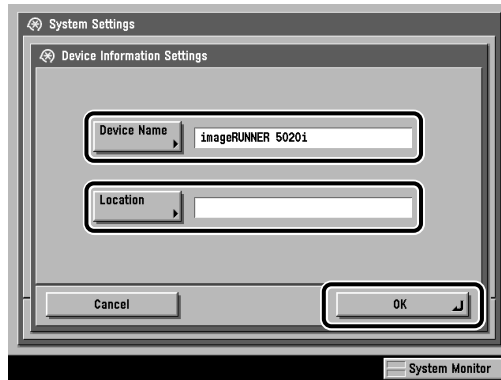 System Settings
Device Information Settings
Device Name
imageRUNNER 5020i
Location
Cancel
OK
System Monitor